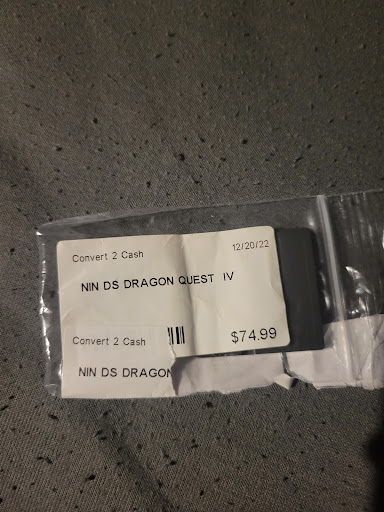 Convert 2 Cash 12/20/22
NIN DS DRAGON QUEST IV
$74.99
Convert 2 Cash
NIN DS DRAGON